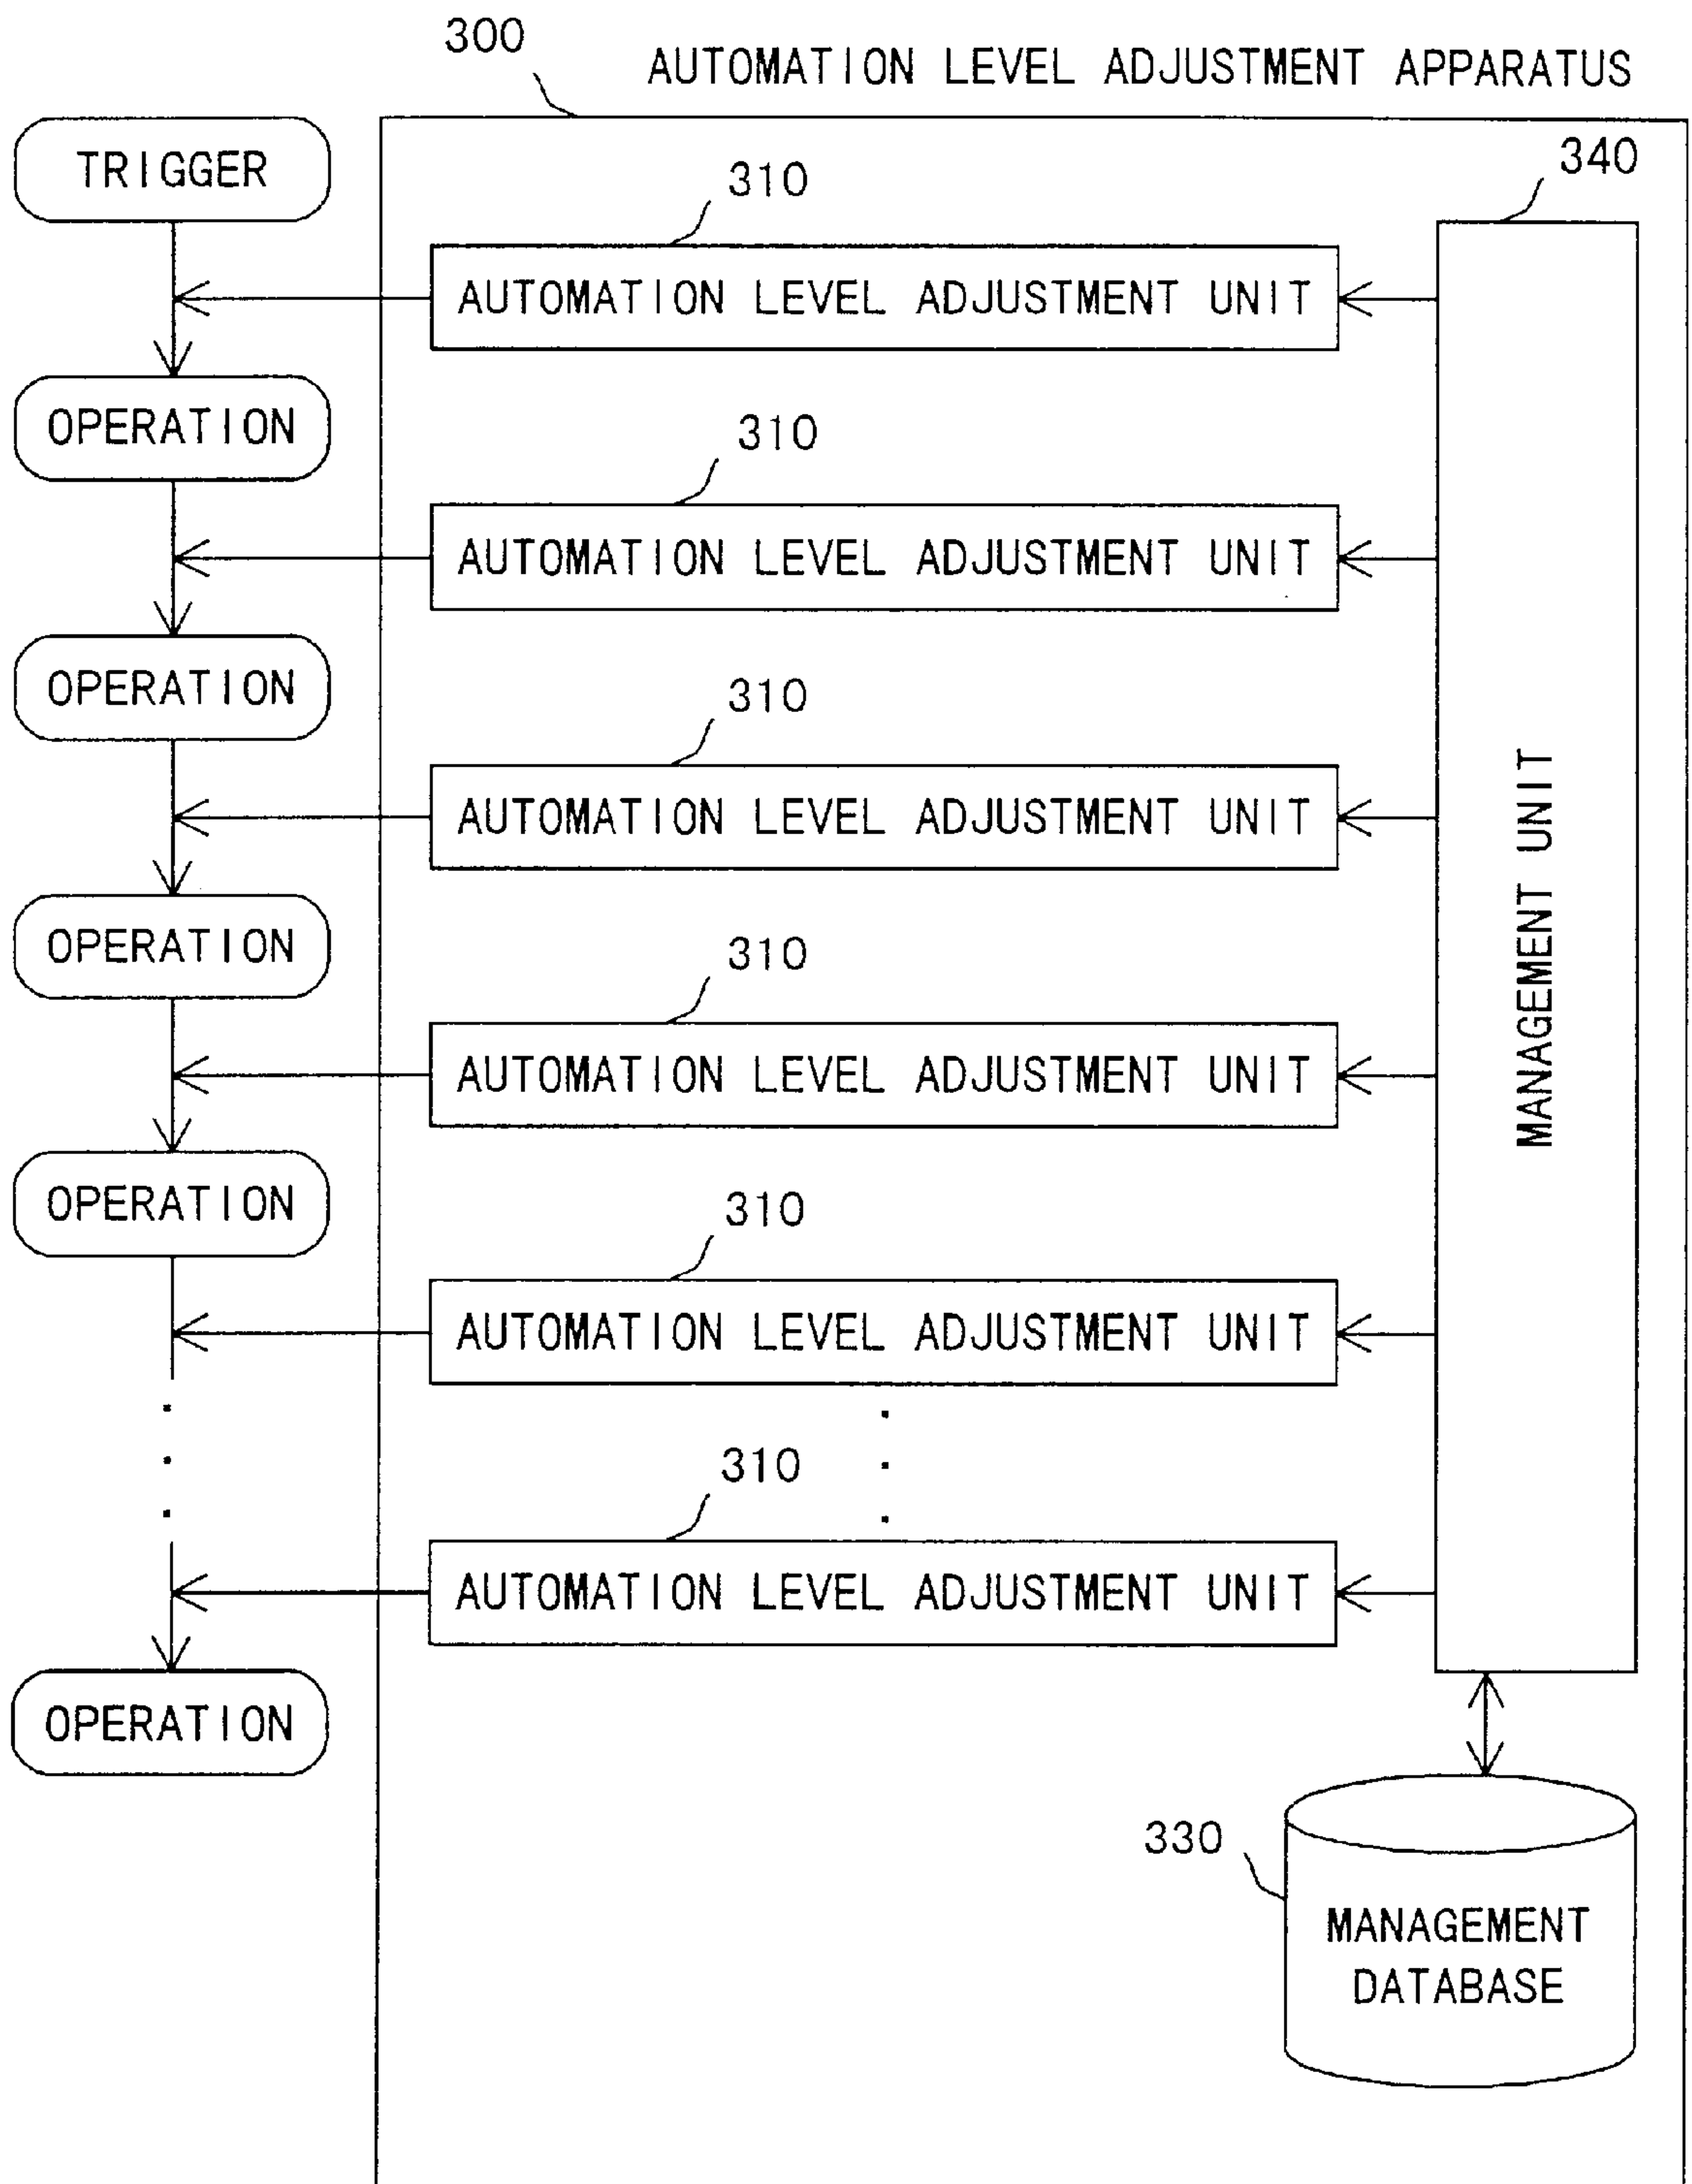 300
AUTOMATION LEVEL ADJUSTMENT APPARATUS
TRIGGER
310
340
AUTOMATION LEVEL ADJUSTMENT UNIT
OPERATION
310
AUTOMATION LEVEL ADJUSTMENT UNIT
OPERATION
310
AUTOMATION LEVEL ADJUSTMENT UNIT
MANAGEMENT UNIT
OPERATION
310
AUTOMATION LEVEL ADJUSTMENT UNIT
OPERATION
310
AUTOMATION LEVEL ADJUSTMENT UNIT
310
AUTOMATION LEVEL ADJUSTMENT UNIT
OPERATION
330
MANAGEMENT
DATABASE